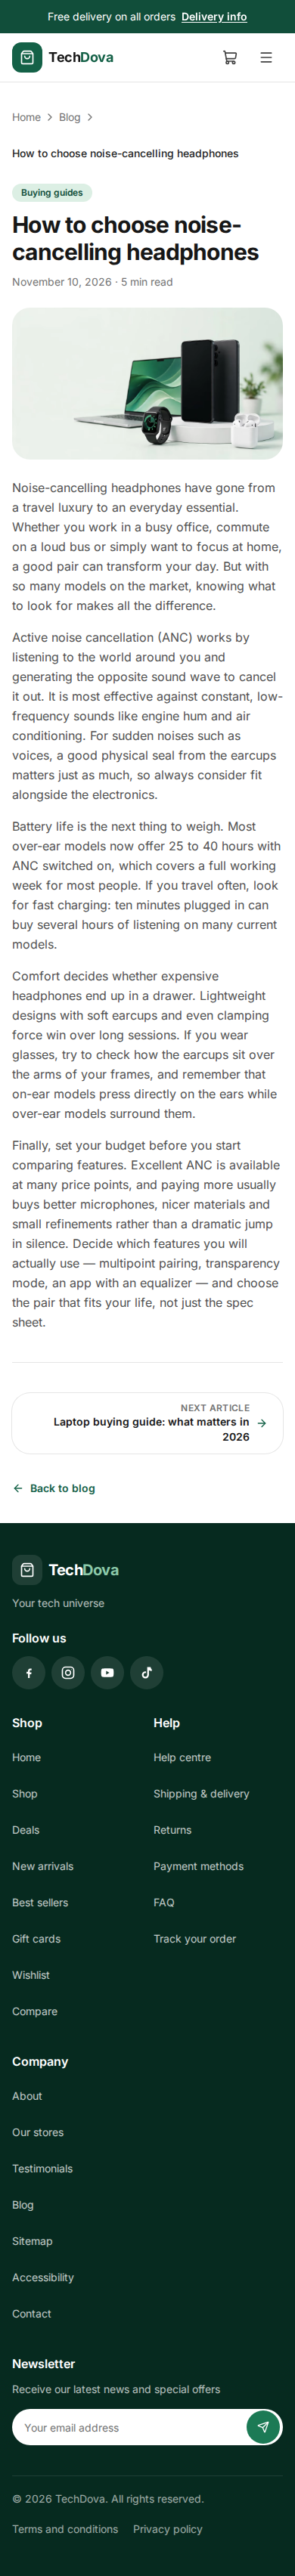 Free delivery on all orders Delivery info
TechDova
Home > Blog >
How to choose noise-cancelling headphones
Buying guides
How to choose noise-
cancelling headphones
November 10, 2026 · 5 min read
Noise-cancelling headphones have gone from
a travel luxury to an everyday essential.
Whether you work in a busy office, commute
on a loud bus or simply want to focus at home,
a good pair can transform your day. But with
so many models on the market, knowing what
to look for makes all the difference.
Active noise cancellation (ANC) works by
listening to the world around you and
generating the opposite sound wave to cancel
it out. It is most effective against constant, low-
frequency sounds like engine hum and air
conditioning. For sudden noises such as
voices, a good physical seal from the earcups
matters just as much, so always consider fit
alongside the electronics.
Battery life is the next thing to weigh. Most
over-ear models now offer 25 to 40 hours with
ANC switched on, which covers a full working
week for most people. If you travel often, look
for fast charging: ten minutes plugged in can
buy several hours of listening on many current
models.
Comfort decides whether expensive
headphones end up in a drawer. Lightweight
designs with soft earcups and even clamping
force win over long sessions. If you wear
glasses, try to check how the earcups sit over
the arms of your frames, and remember that
on-ear models press directly on the ears while
over-ear models surround them.
Finally, set your budget before you start
comparing features. Excellent ANC is available
at many price points, and paying more usually
buys better microphones, nicer materials and
small refinements rather than a dramatic jump
in silence. Decide which features you will
actually use — multipoint pairing, transparency
mode, an app with an equalizer — and choose
the pair that fits your life, not just the spec
sheet.
NEXT ARTICLE
Laptop buying guide: what matters in
2026
Back to blog
TechDova
Your tech universe
Follow us
Shop
Home
Shop
Deals
New arrivals
Best sellers
Gift cards
Wishlist
Compare
Help
Help centre
Shipping & delivery
Returns
Payment methods
FAQ
Track your order
Company
About
Our stores
Testimonials
Blog
Sitemap
Accessibility
Contact
Newsletter
Receive our latest news and special offers
Your email address
© 2026 TechDova. All rights reserved.
Terms and conditions Privacy policy